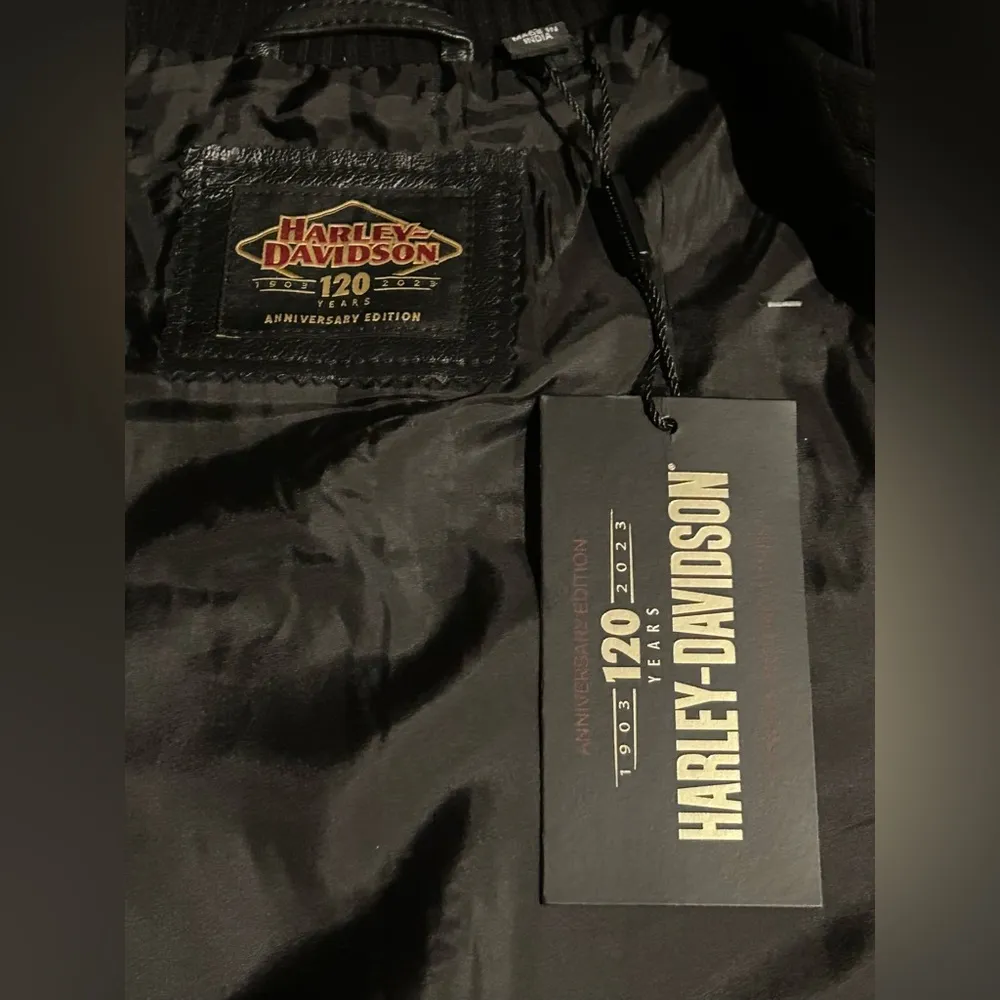 MADE IN
INDIA
HARLEY-
DAVIDSON
1903 120 2023
YEARS
ANNIVERSARY EDITION
HARLEY-DAVIDSON®
1903 120 2023
YEARS
ANNIVERSARY EDITION